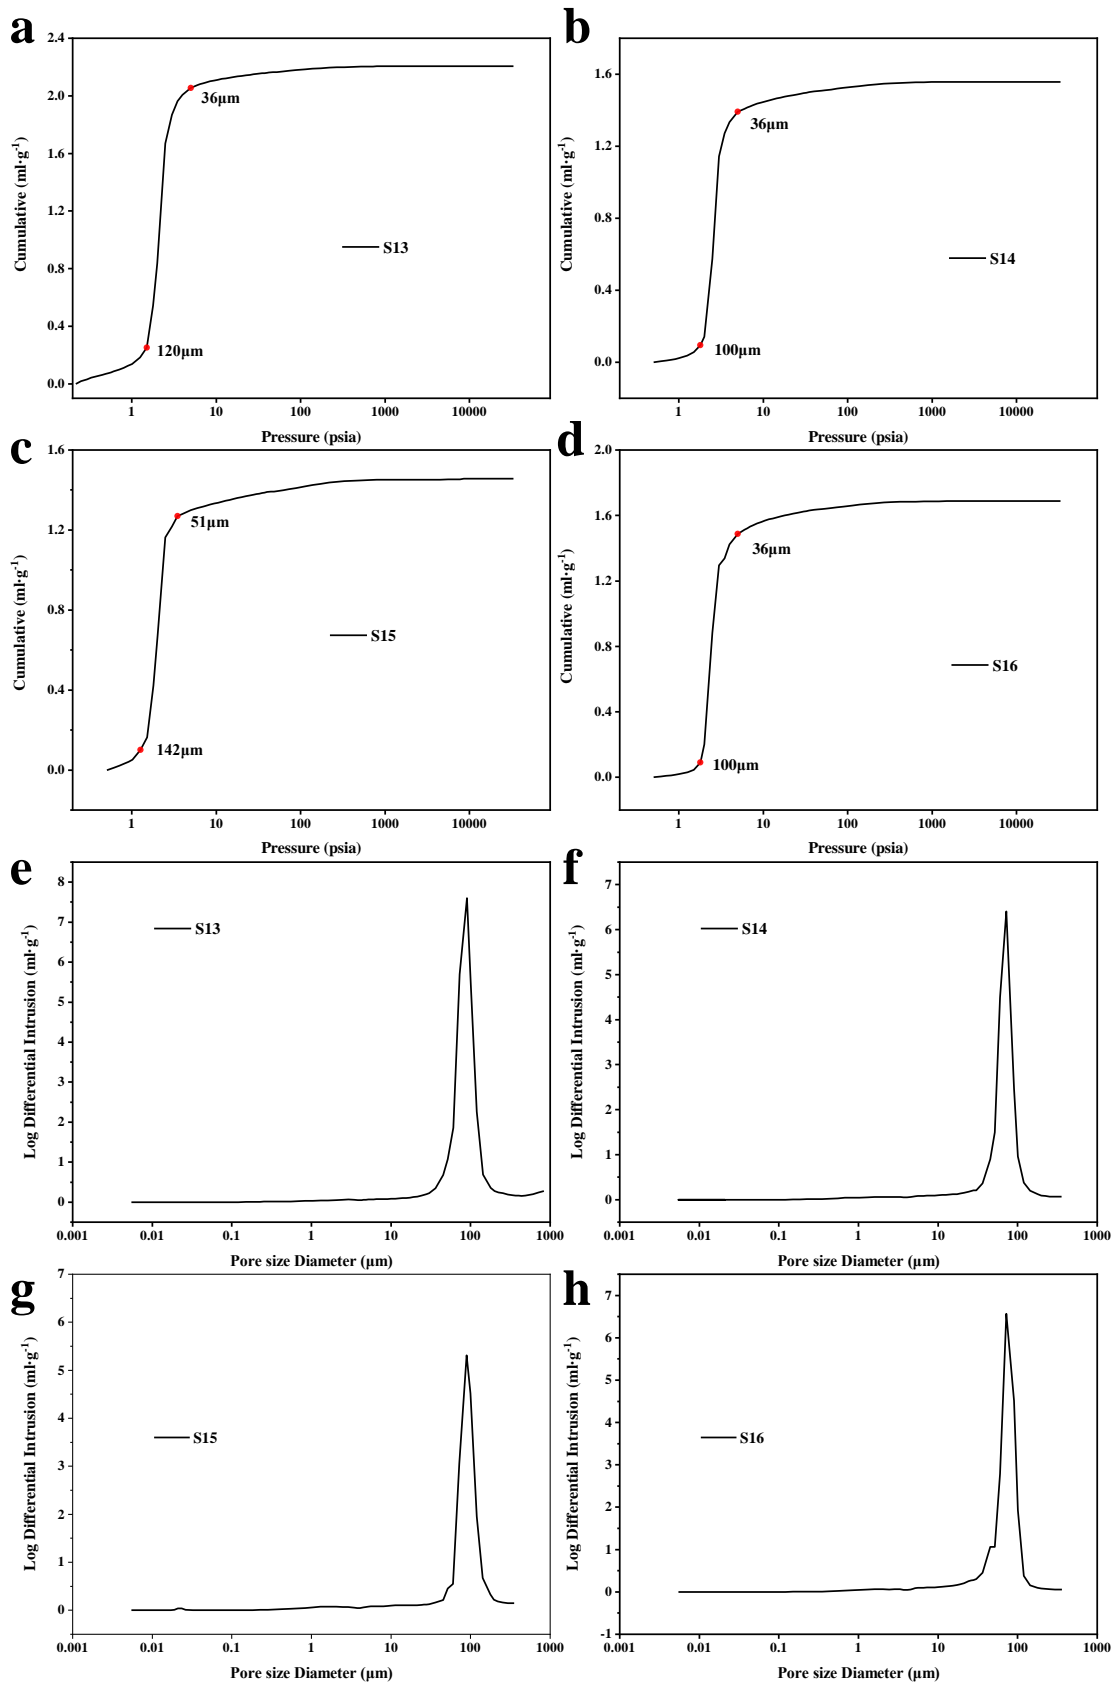 a
2.4
2.0
1.6
1.2
0.8
0.4
0.0
Cumulative (ml·g-1)
36μm
120μm
S13
1 10 100 1000 10000
Pressure (psia)
b
1.6
1.2
0.8
0.4
0.0
Cumulative (ml·g-1)
36μm
100μm
S14
1 10 100 1000 10000
Pressure (psia)
c
1.6
1.2
0.8
0.4
0.0
Cumulative (ml·g-1)
51μm
142μm
S15
1 10 100 1000 10000
Pressure (psia)
d
2.0
1.6
1.2
0.8
0.4
0.0
Cumulative (ml·g-1)
36μm
100μm
S16
1 10 100 1000 10000
Pressure (psia)
e
8
7
6
5
4
3
2
1
0
Log Differential Intrusion (ml·g-1)
S13
0.001 0.01 0.1 1 10 100 1000
Pore size Diameter (μm)
f
7
6
5
4
3
2
1
0
Log Differential Intrusion (ml·g-1)
S14
0.001 0.01 0.1 1 10 100 1000
Pore size Diameter (μm)
g
7
6
5
4
3
2
1
0
Log Differential Intrusion (ml·g-1)
S15
0.001 0.01 0.1 1 10 100 1000
Pore size Diameter (μm)
h
7
6
5
4
3
2
1
0
-1
Log Differential Intrusion (ml·g-1)
S16
0.001 0.01 0.1 1 10 100 1000
Pore size Diameter (μm)